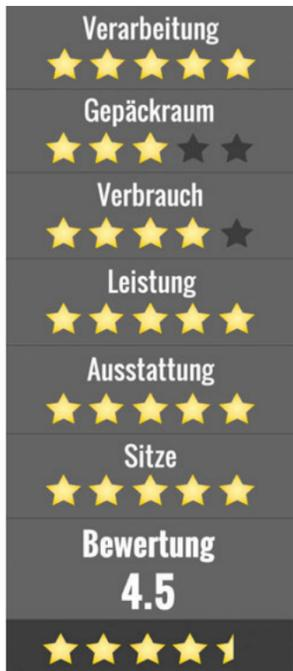 Verarbeitung
Gepäckraum
Verbrauch
Leistung
Ausstattung
Sitze
Bewertung
4.5